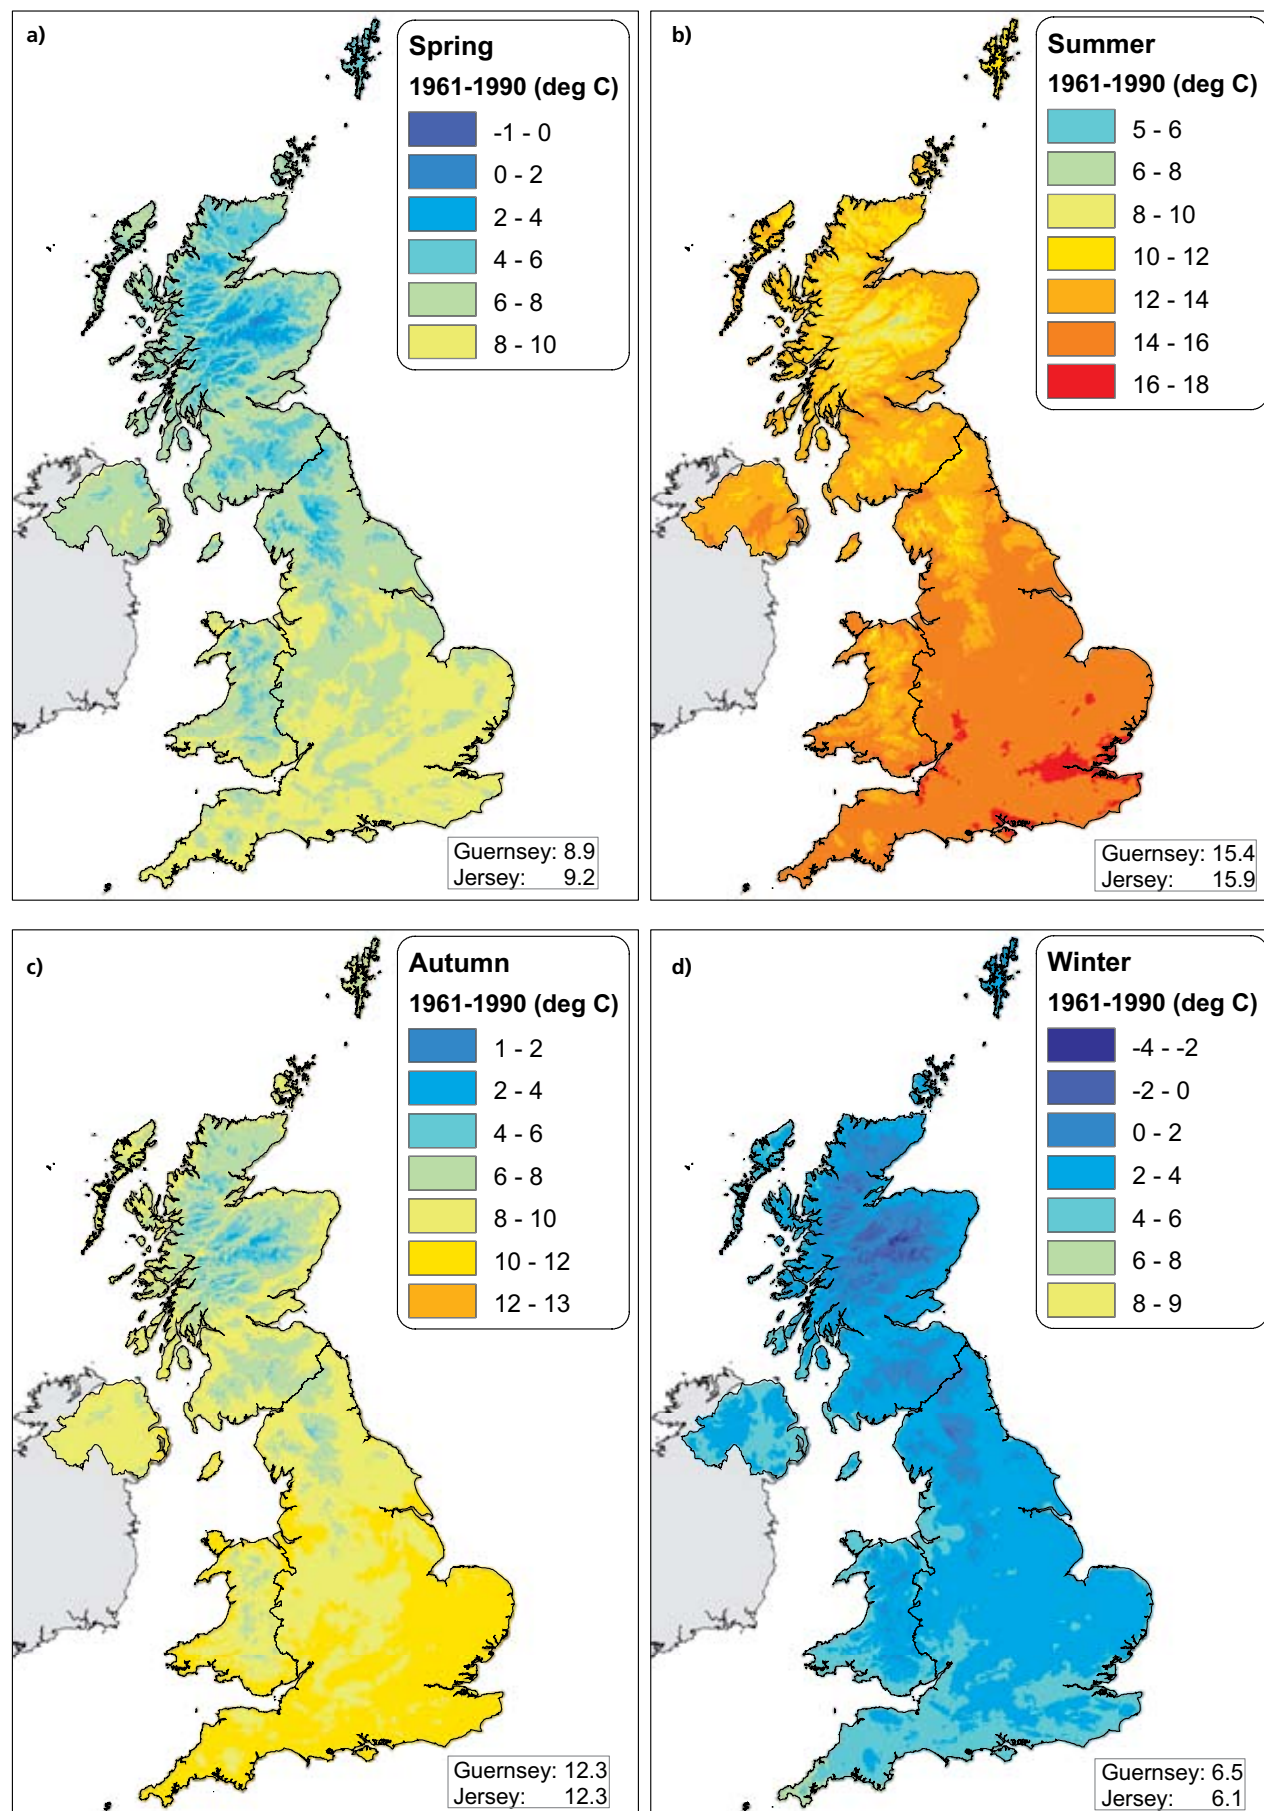 a)
Spring
1961-1990 (deg C)
-1 - 0
0 - 2
2 - 4
4 - 6
6 - 8
8 - 10
Guernsey: 8.9
Jersey: 9.2
b)
Summer
1961-1990 (deg C)
5 - 6
6 - 8
8 - 10
10 - 12
12 - 14
14 - 16
16 - 18
Guernsey: 15.4
Jersey: 15.9
c)
Autumn
1961-1990 (deg C)
1 - 2
2 - 4
4 - 6
6 - 8
8 - 10
10 - 12
12 - 13
Guernsey: 12.3
Jersey: 12.3
d)
Winter
1961-1990 (deg C)
-4 - -2
-2 - 0
0 - 2
2 - 4
4 - 6
6 - 8
8 - 9
Guernsey: 6.5
Jersey: 6.1